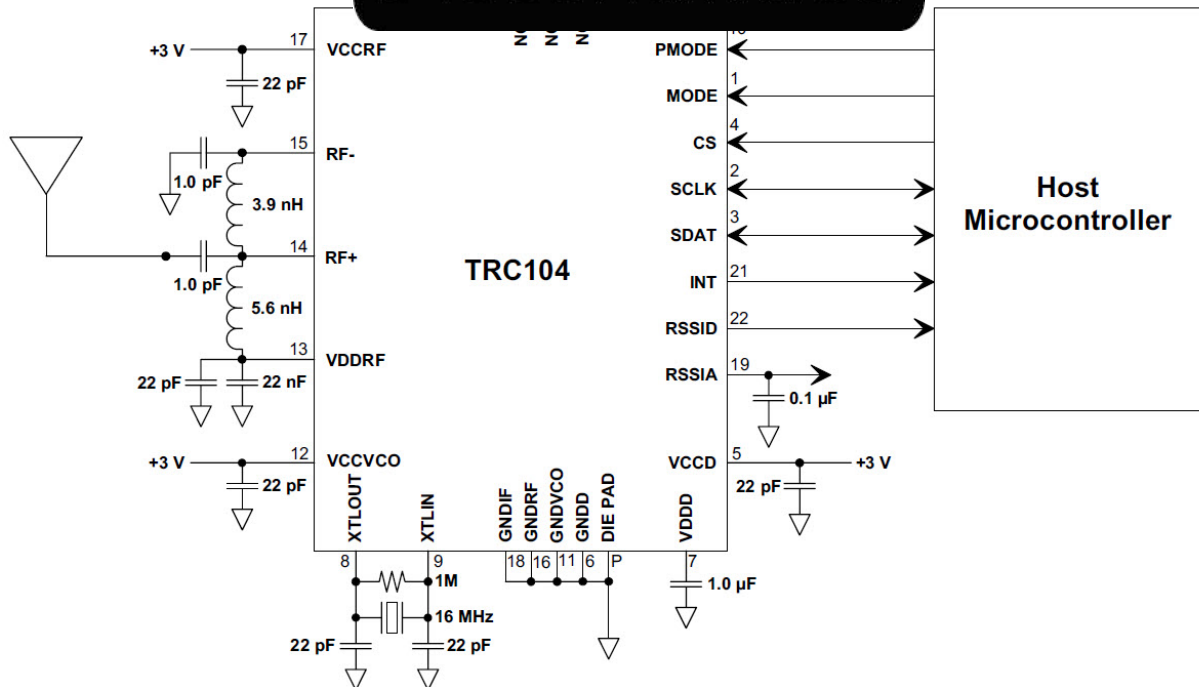 +3 V
17
VCCRF
22 pF
PMODE
1
MODE
4
CS
15
RF-
1.0 pF
2
SCLK
3.9 nH
3
SDAT
Host
Microcontroller
14
RF+
1.0 pF
TRC104
21
INT
5.6 nH
22
RSSID
13
VDDRF
22 pF
22 nF
19
RSSIA
0.1 µF
+3 V
12
VCCVCO
22 pF
5
VCCD
+3 V
22 pF
XTLOUT
XTLIN
GNDIF
GNDRF
GNDVCO
GNDD
DIE PAD
VDDD
8
9
18
16
11
6
P
7
1M
1.0 µF
16 MHz
22 pF
22 pF